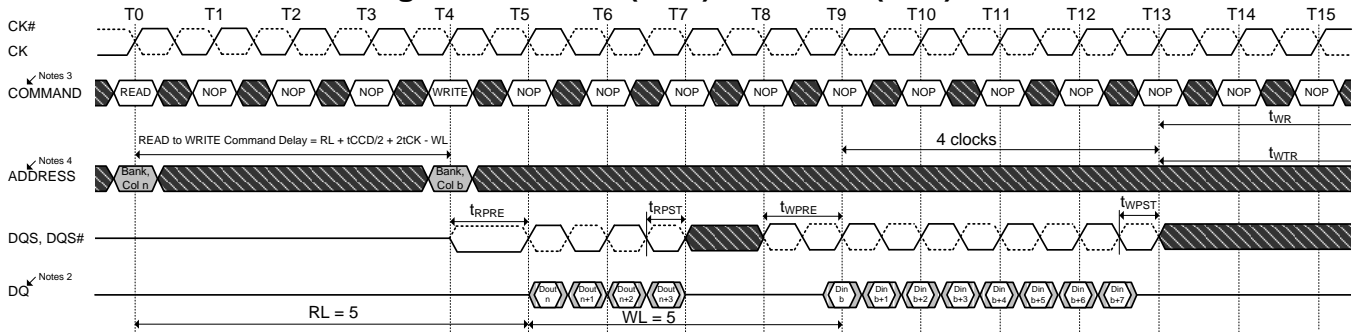 T0 T1 T2 T3 T4 T5 T6 T7 T8 T9 T10 T11 T12 T13 T14 T15
CK#
CK
Notes 3
COMMAND READ NOP NOP NOP WRITE NOP NOP NOP NOP NOP NOP NOP NOP NOP NOP NOP
tWR
READ to WRITE Command Delay = RL + tCCD/2 + 2tCK - WL
4 clocks
tWTR
Notes 4
ADDRESS
Bank, Col n
Bank, Col b
tRPRE tRPST tWPRE tWPST
DQS, DQS#
Notes 2
DQ
Dout n
Dout n+1
Dout n+2
Dout n+3
Din b
Din b+1
Din b+2
Din b+3
Din b+4
Din b+5
Din b+6
Din b+7
RL = 5
WL = 5